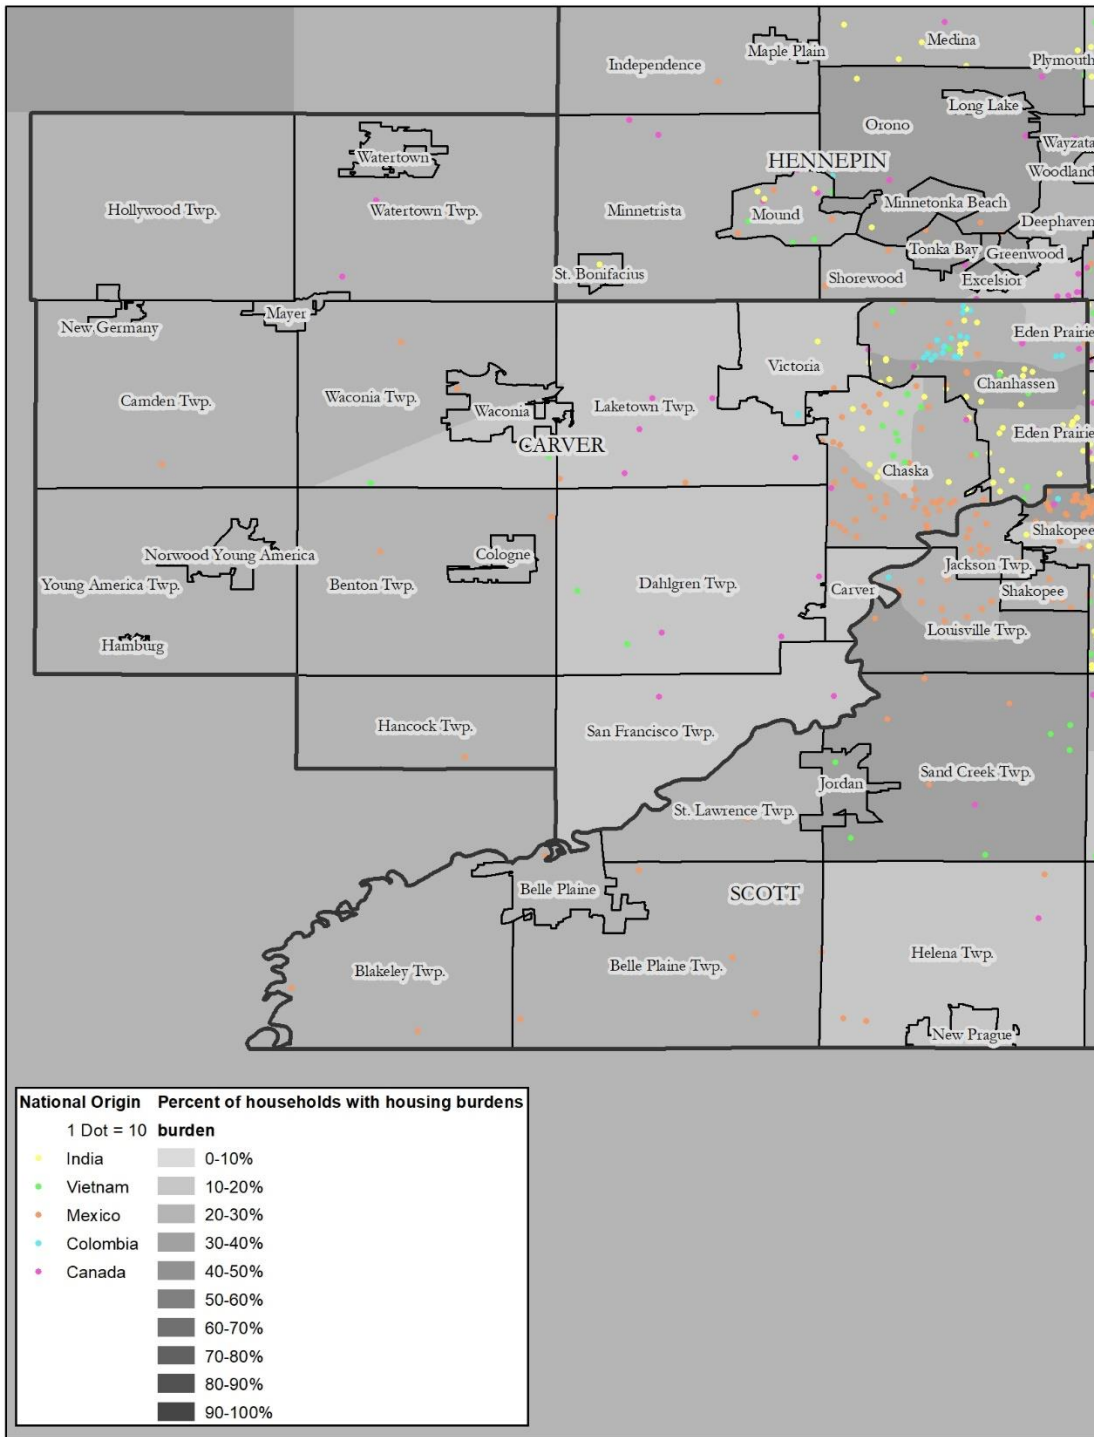 Maple Plain
Medina
Independence
Plymouth
Long Lake
Orono
Wayzata
Watertown
HENNEPIN
Woodland
Hollywood Twp.
Watertown Twp.
Minnetrista
Mound
Minnetonka Beach
Deephaven
Tonka Bay
Greenwood
St. Bonifacius
Shorewood
Excelsior
New Germany
Mayer
Eden Prairie
Victoria
Chanhassen
Camden Twp.
Waconia Twp.
Waconia
Laketown Twp.
Eden Prairie
CARVER
Chaska
Shakopee
Norwood Young America
Cologne
Young America Twp.
Benton Twp.
Dahlgren Twp.
Carver
Jackson Twp.
Shakopee
Hamburg
Louisville Twp.
Hancock Twp.
San Francisco Twp.
Sand Creek Twp.
Jordan
St. Lawrence Twp.
Belle Plaine
SCOTT
Blakeley Twp.
Belle Plaine Twp.
Helena Twp.
New Prague
National Origin Percent of households with housing burdens
1 Dot = 10 burden
India 0-10%
Vietnam 10-20%
Mexico 20-30%
Colombia 30-40%
Canada 40-50%
50-60%
60-70%
70-80%
80-90%
90-100%